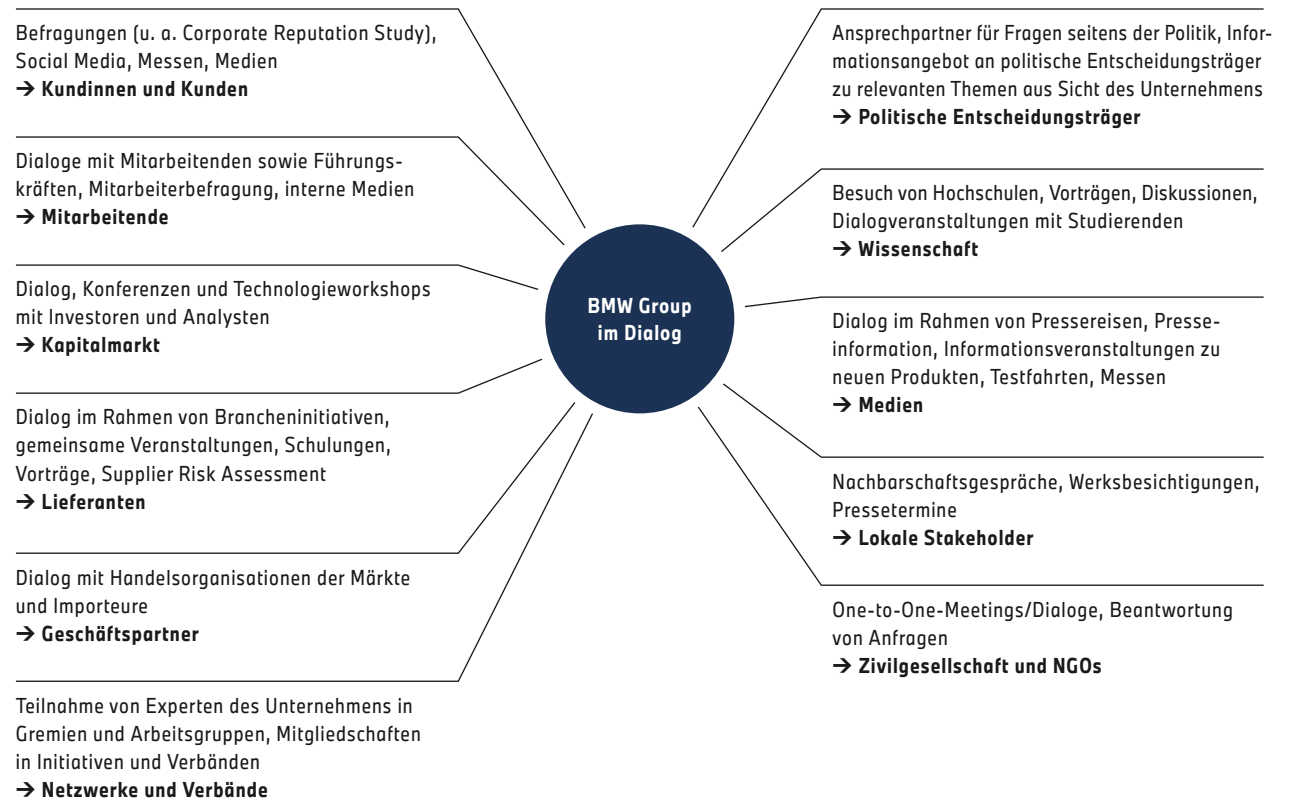 Befragungen (u. a. Corporate Reputation Study),
Social Media, Messen, Medien
→ Kundinnen und Kunden
Dialoge mit Mitarbeitenden sowie Führungs-
kräften, Mitarbeiterbefragung, interne Medien
→ Mitarbeitende
Dialog, Konferenzen und Technologieworkshops
mit Investoren und Analysten
→ Kapitalmarkt
Dialog im Rahmen von Brancheninitiativen,
gemeinsame Veranstaltungen, Schulungen,
Vorträge, Supplier Risk Assessment
→ Lieferanten
Dialog mit Handelsorganisationen der Märkte
und Importeure
→ Geschäftspartner
Teilnahme von Experten des Unternehmens in
Gremien und Arbeitsgruppen, Mitgliedschaften
in Initiativen und Verbänden
→ Netzwerke und Verbände
BMW Group
im Dialog
Ansprechpartner für Fragen seitens der Politik, Infor-
mationsangebot an politische Entscheidungsträger
zu relevanten Themen aus Sicht des Unternehmens
→ Politische Entscheidungsträger
Besuch von Hochschulen, Vorträgen, Diskussionen,
Dialogveranstaltungen mit Studierenden
→ Wissenschaft
Dialog im Rahmen von Pressereisen, Presse-
information, Informationsveranstaltungen zu
neuen Produkten, Testfahrten, Messen
→ Medien
Nachbarschaftsgespräche, Werksbesichtigungen,
Pressetermine
→ Lokale Stakeholder
One-to-One-Meetings/Dialoge, Beantwortung
von Anfragen
→ Zivilgesellschaft und NGOs